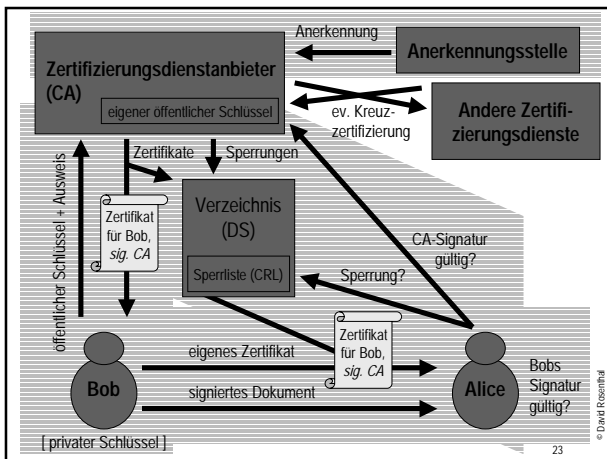 Anerkennung
Anerkennungsstelle
Zertifizierungsdienstanbieter
(CA)
eigener öffentlicher Schlüssel
ev. Kreuz-
zertifizierung
Andere Zertifi-
zierungsdienste
Zertifikate
Sperrungen
öffentlicher Schlüssel + Ausweis
Zertifikat
für Bob,
sig. CA
Verzeichnis
(DS)
Sperrliste (CRL)
CA-Signatur
gültig?
Sperrung?
Zertifikat
für Bob,
sig. CA
eigenes Zertifikat
signiertes Dokument
Bob
[ privater Schlüssel ]
Alice
Bobs
Signatur
gültig?
© David Rosenthal
23